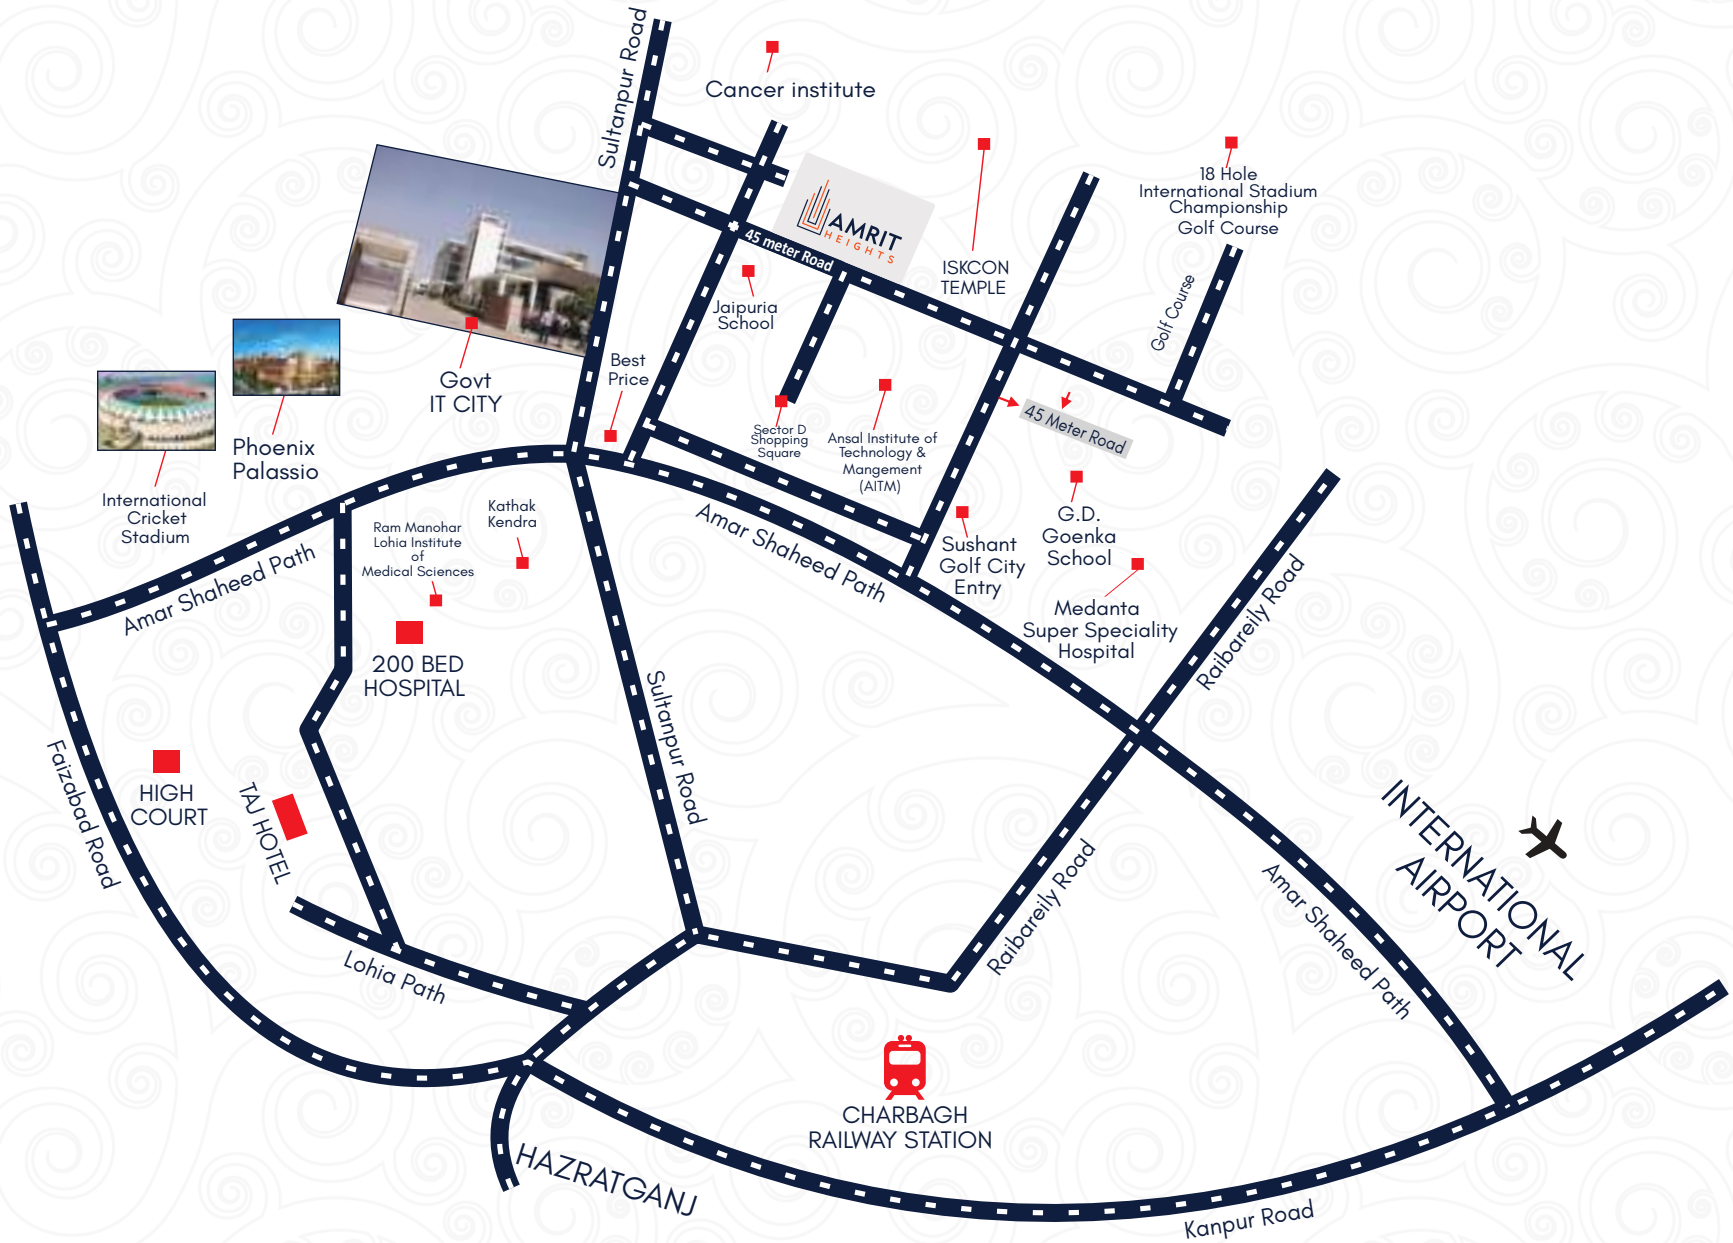 Sultanpur Road
Cancer institute
AMRIT
HEIGHTS
45 meter Road
ISKCON
TEMPLE
18 Hole
International Stadium
Championship
Golf Course
Golf Course
Jaipuria
School
Best
Price
Govt
IT CITY
Phoenix
Palassio
International
Cricket
Stadium
Sector D
Shopping
Square
Ansal Institute of
Technology &
Mangement
(AITM)
45 Meter Road
G.D.
Goenka
School
Sushant
Golf City
Entry
Medanta
Super Speciality
Hospital
Kathak
Kendra
Ram Manohar
Lohia Institute
of
Medical Sciences
200 BED
HOSPITAL
Amar Shaheed Path
Amar Shaheed Path
Raibareily Road
Sultanpur Road
Faizabad Road
HIGH
COURT
TAJ HOTEL
Lohia Path
Raibareily Road
Amar Shaheed Path
INTERNATIONAL
AIRPORT
CHARBAGH
RAILWAY STATION
HAZRATGANJ
Kanpur Road